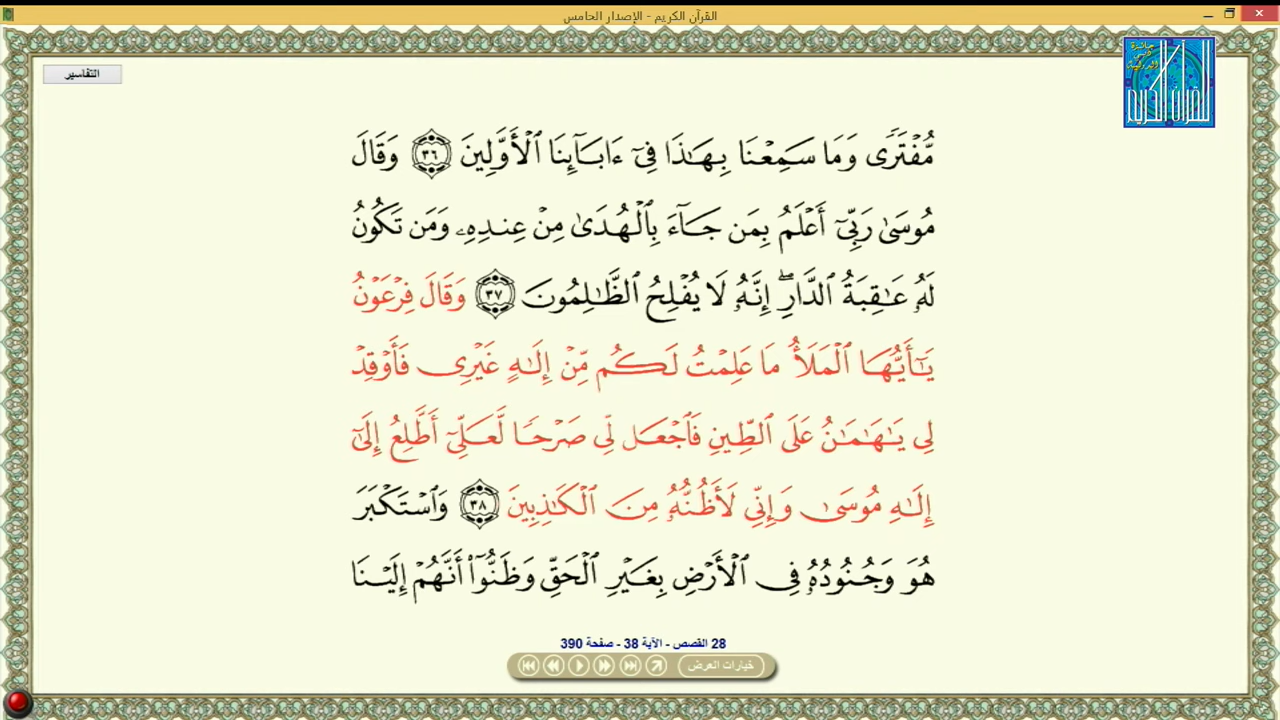 القرآن الكريم - الإصدار الخامس
التفاسير
القرآن الكريم
مُّفْتَرٗى وَمَا سَمِعْنَا بِهَٰذَا فِيٓ ءَابَآئِنَا ٱلْأَوَّلِينَ ٣٦ وَقَالَ
مُوسَىٰ رَبِّيٓ أَعْلَمُ بِمَن جَآءَ بِٱلْهُدَىٰ مِنْ عِندِهِۦ وَمَن تَكُونُ
لَهُۥ عَٰقِبَةُ ٱلدَّارِۖ إِنَّهُۥ لَا يُفْلِحُ ٱلظَّٰلِمُونَ ٣٧ وَقَالَ فِرْعَوْنُ
يَٰٓأَيُّهَا ٱلْمَلَأُ مَا عَلِمْتُ لَكُم مِّنْ إِلَٰهٍ غَيْرِى فَأَوْقِدْ
لِى يَٰهَٰمَٰنُ عَلَى ٱلطِّينِ فَٱجْعَل لِّى صَرْحٗا لَّعَلِّيٓ أَطَّلِعُ إِلَىٰٓ
إِلَٰهِ مُوسَىٰ وَإِنِّى لَأَظُنُّهُۥ مِنَ ٱلْكَٰذِبِينَ ٣٨ وَٱسْتَكْبَرَ
هُوَ وَجُنُودُهُۥ فِى ٱلْأَرْضِ بِغَيْرِ ٱلْحَقِّ وَظَنُّوٓا۟ أَنَّهُمْ إِلَيْنَا
28 القصص - الآية 38 - صفحة 390
خيارات العرض